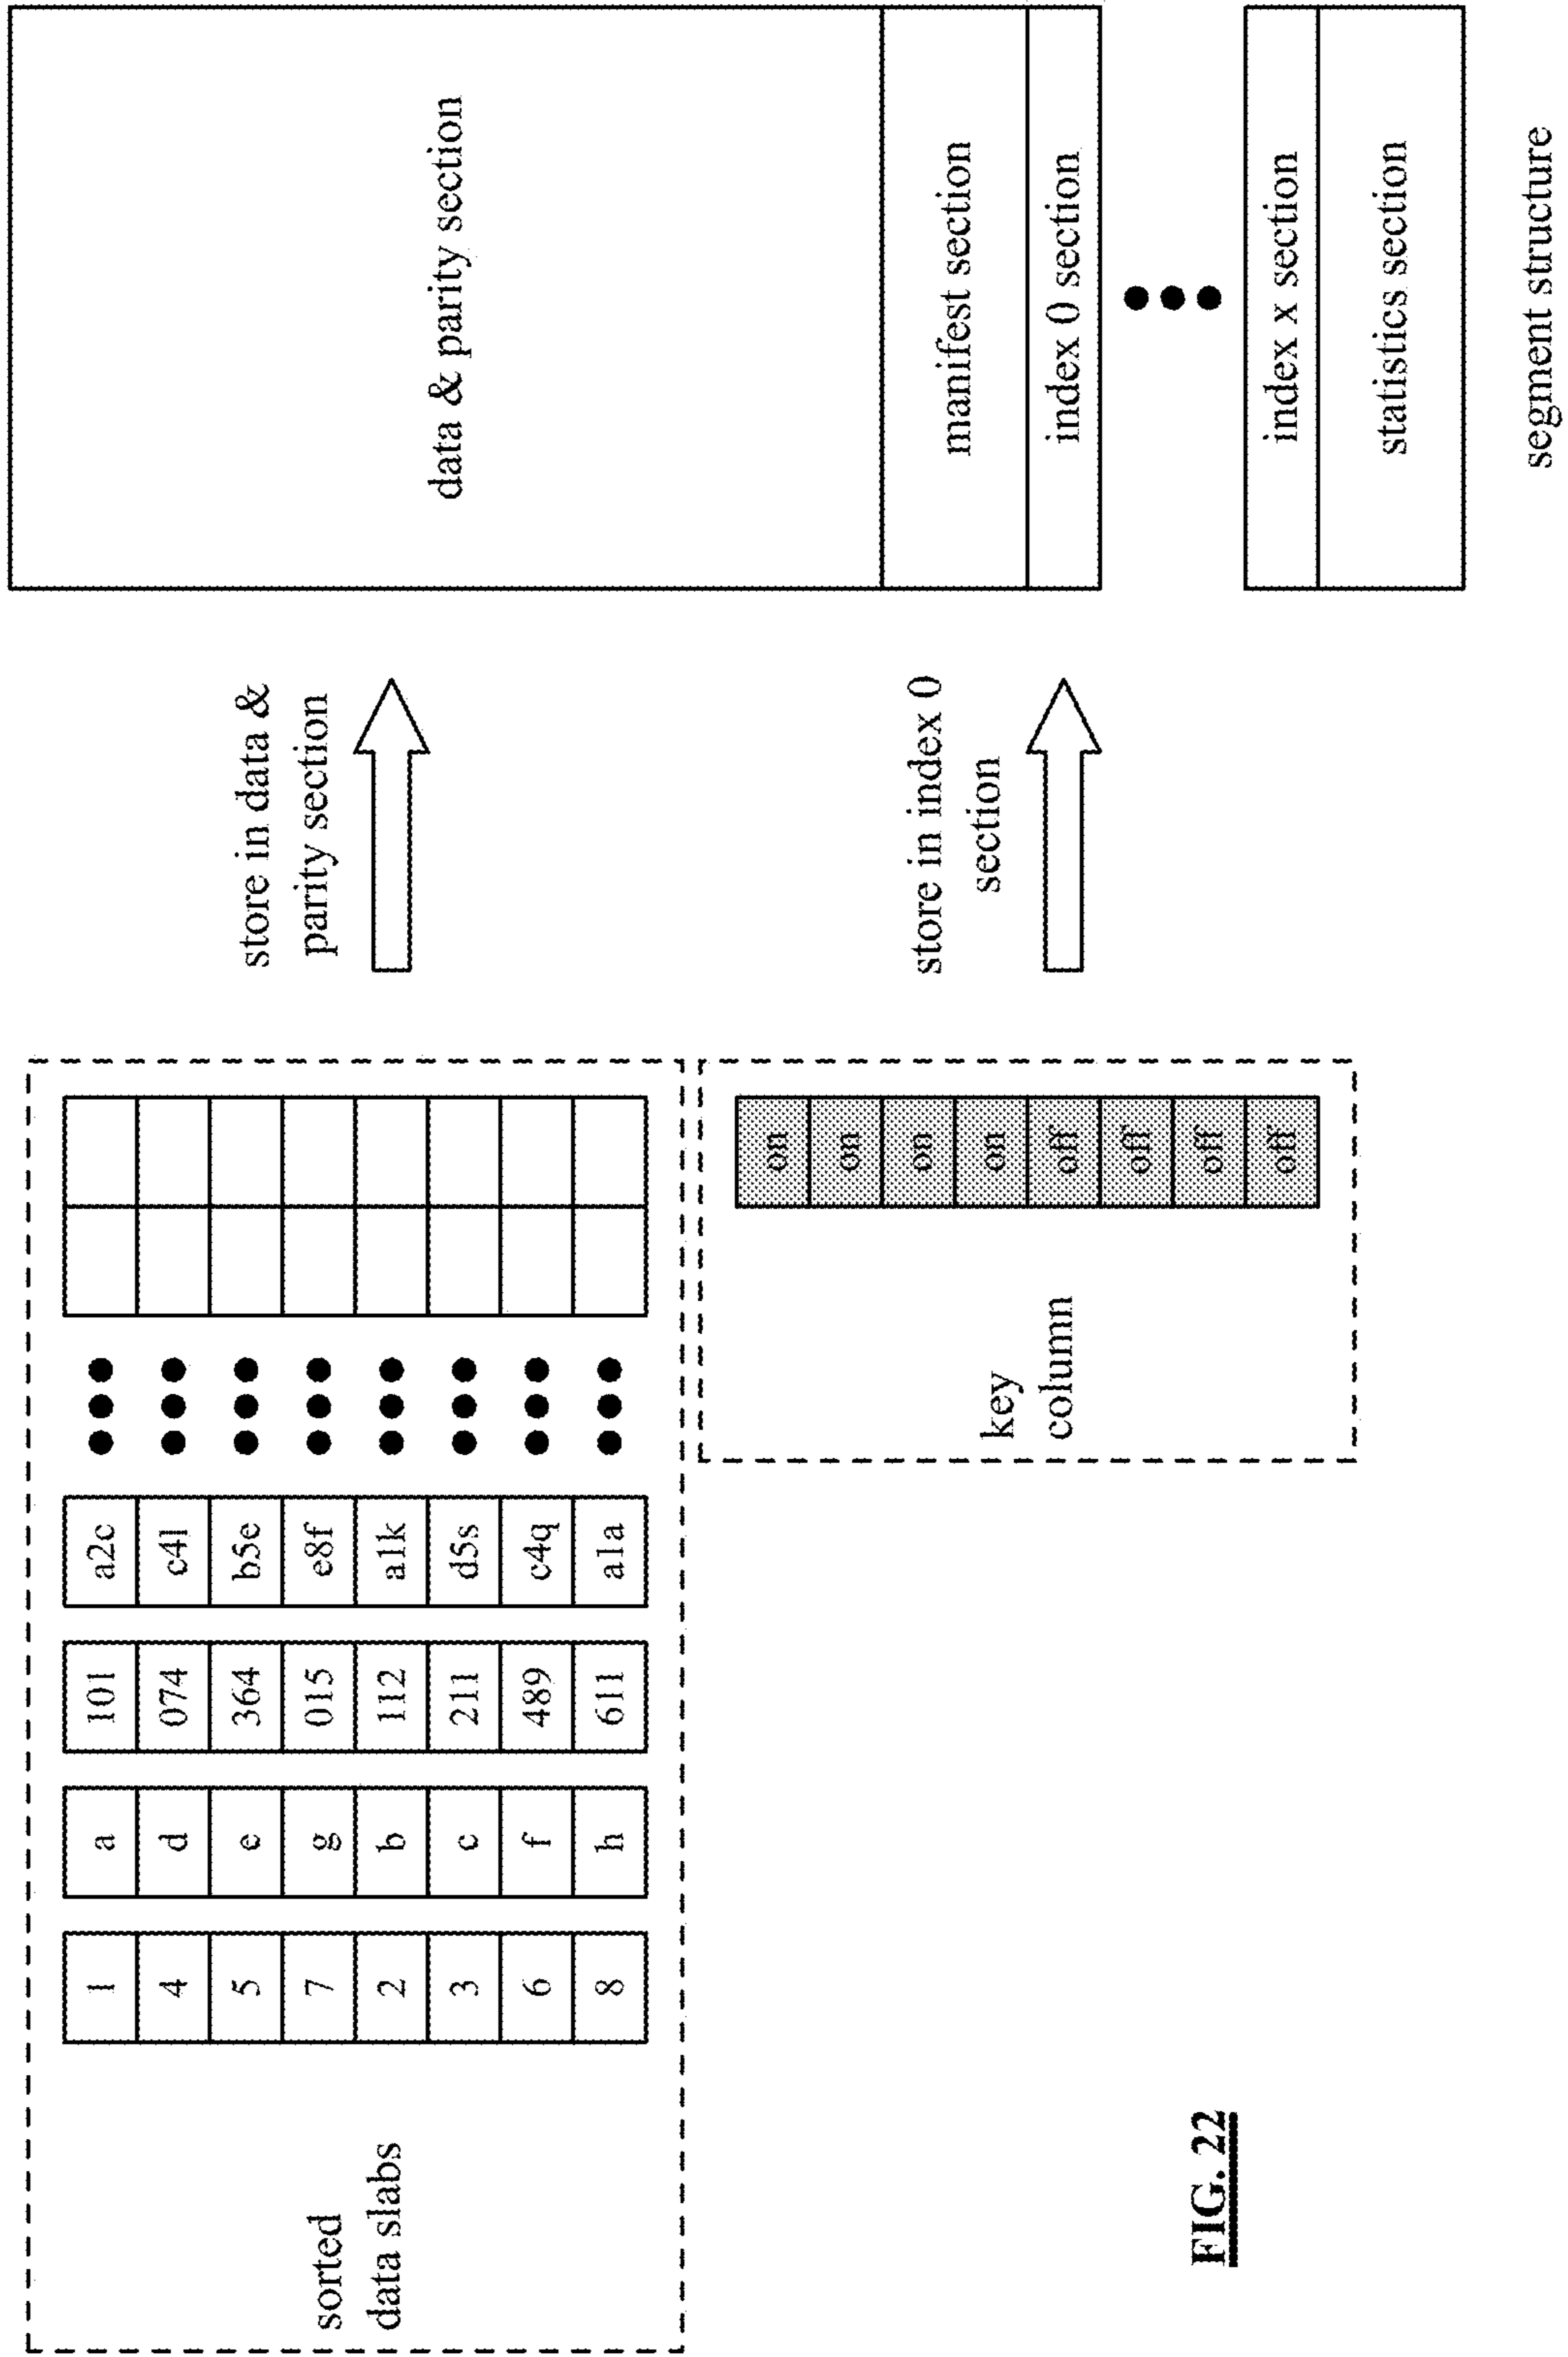 sorted
data slabs
1 a 101 a2c
4 d 074 c4l
5 e 364 b5e
7 g 015 e8f
2 b 112 a1k
3 c 211 d5s
6 f 489 c4q
8 h 611 a1a
store in data &
parity section
data & parity section
key
column
on
on
on
on
off
off
off
off
store in index 0
section
manifest section
index 0 section
index x section
statistics section
segment structure
FIG. 22